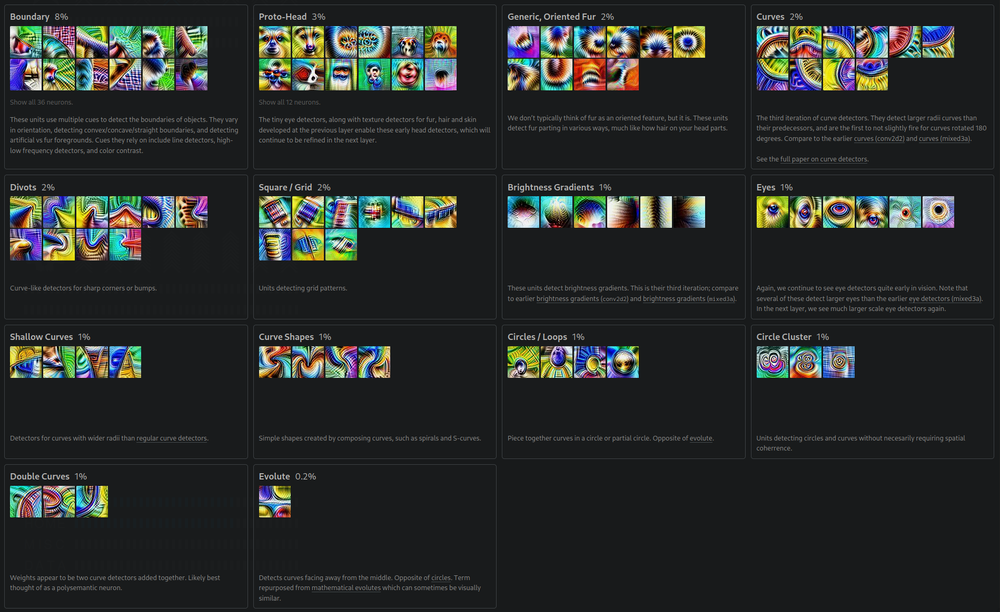 Boundary 8%
Show all 36 neurons.
These units use multiple cues to detect the boundaries of objects. They vary
in orientation, detecting convex/concave/straight boundaries, and detecting
artificial vs fur foregrounds. Cues they rely on include line detectors, high-
low frequency detectors, and color contrast.
Proto-Head 3%
Show all 12 neurons.
The tiny eye detectors, along with texture detectors for fur, hair and skin
developed at the previous layer enable these early head detectors, which will
continue to be refined in the next layer.
Generic, Oriented Fur 2%
We don't typically think of fur as an oriented feature, but it is. These units
detect fur parting in various ways, much like how hair on your head parts.
Curves 2%
The third iteration of curve detectors. They detect larger radii curves than
their predecessors, and are the first to not slightly fire for curves rotated 180
degrees. Compare to the earlier curves (conv2d2) and curves (mixed3a).
See the full paper on curve detectors.
Divots 2%
Curve-like detectors for sharp corners or bumps.
Square / Grid 2%
Units detecting grid patterns.
Brightness Gradients 1%
These units detect brightness gradients. This is their third iteration; compare
to earlier brightness gradients (conv2d2) and brightness gradients (mixed3a).
Eyes 1%
Again, we continue to see eye detectors quite early in vision. Note that
several of these detect larger eyes than the earlier eye detectors (mixed3a).
In the next layer, we see much larger scale eye detectors again.
Shallow Curves 1%
Detectors for curves with wider radii than regular curve detectors.
Curve Shapes 1%
Simple shapes created by composing curves, such as spirals and S-curves.
Circles / Loops 1%
Piece together curves in a circle or partial circle. Opposite of evolute.
Circle Cluster 1%
Units detecting circles and curves without necesarily requiring spatial
coherrence.
Double Curves 1%
Weights appear to be two curve detectors added together. Likely best
thought of as a polysemantic neuron.
Evolute 0.2%
Detects curves facing away from the middle. Opposite of circles. Term
repurposed from mathematical evolutes which can sometimes be visually
similar.